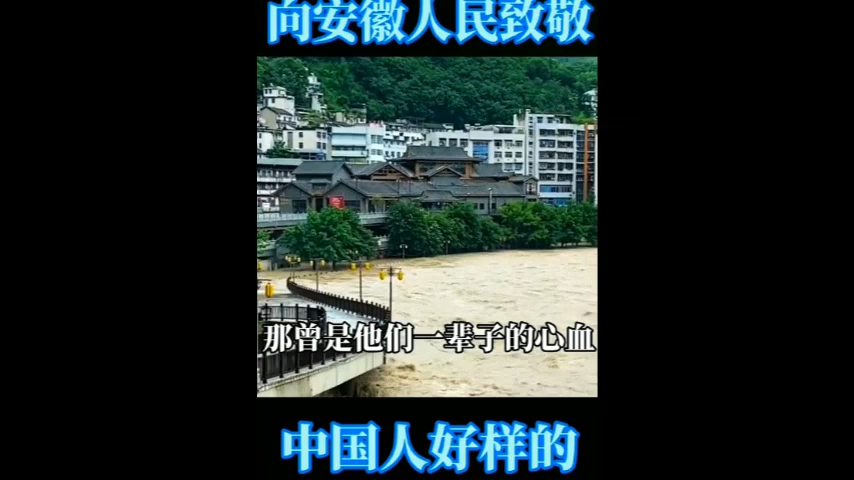 向安徽人民致敬
那曾是他们一辈子的心血
中国人好样的